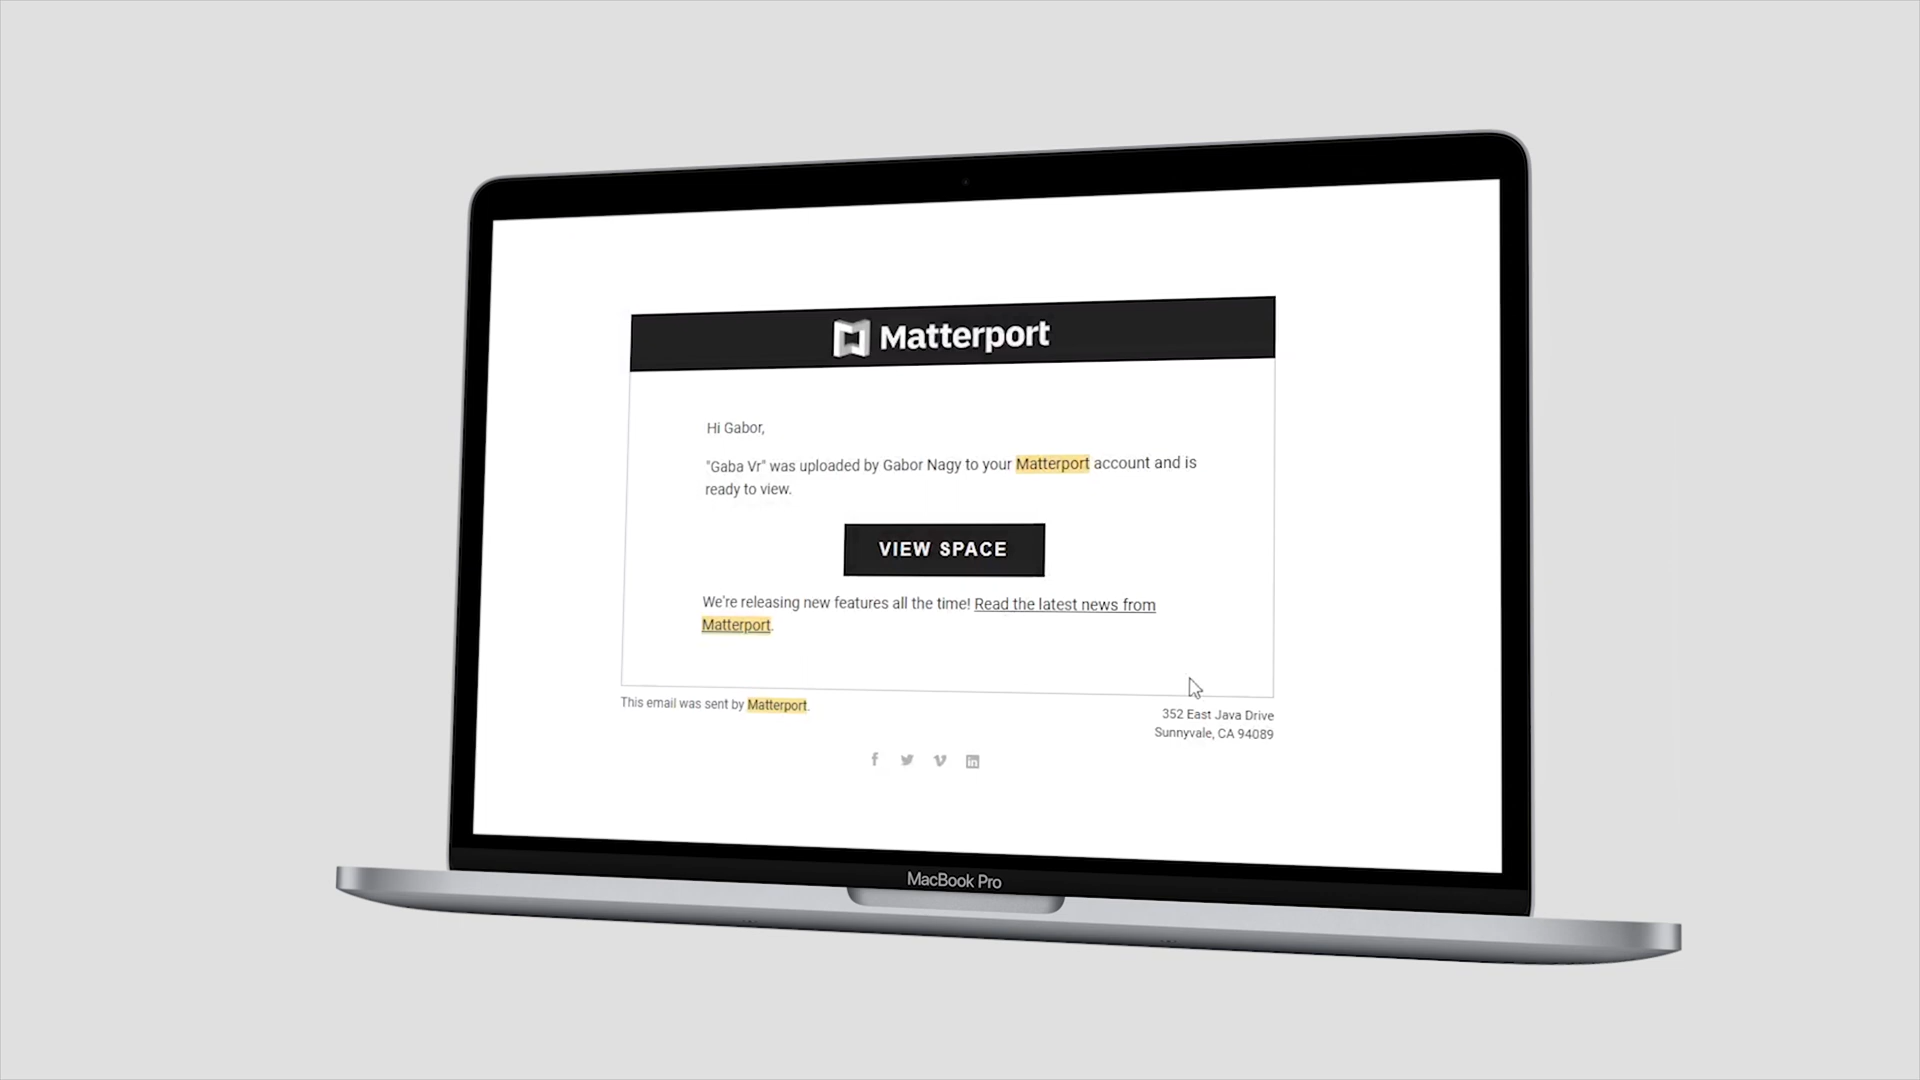 Matterport
Hi Gabor,
"Gaba Vr" was uploaded by Gabor Nagy to your Matterport account and is
ready to view.
VIEW SPACE
We're releasing new features all the time! Read the latest news from
Matterport.
This email was sent by Matterport.
352 East Java Drive
Sunnyvale, CA 94089
MacBook Pro